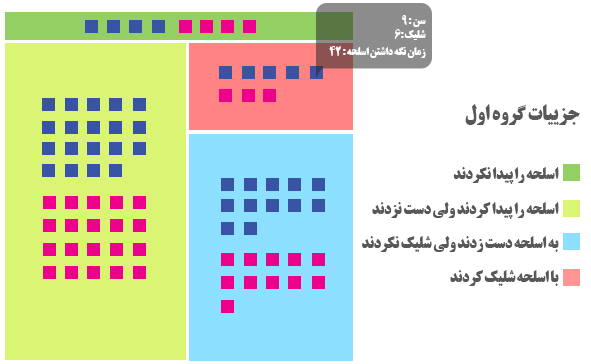 سن: ۹
شلیک: ۶
زمان نگه داشتن اسلحه: ۴۲
جزییات گروه اول
اسلحه را پیدا نکردند
اسلحه را پیدا کردند ولی دست نزدند
به اسلحه دست زدند ولی شلیک نکردند
با اسلحه شلیک کردند